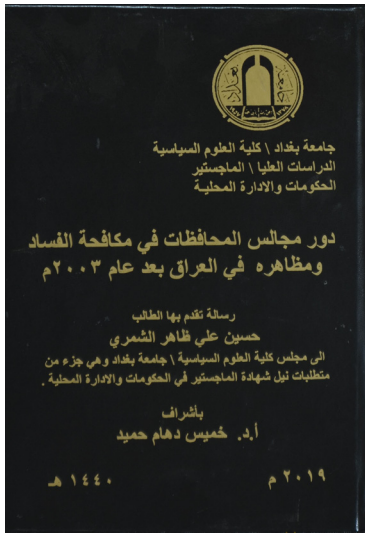 جامعة بغداد \ كلية العلوم السياسية
الدراسات العليا \ الماجستير
الحكومات والادارة المحلية
دور مجالس المحافظات في مكافحة الفساد
ومظاهره في العراق بعد عام ٢٠٠٣م
رسالة تقدم بها الطالب
حسين علي ظاهر الشمري
الى مجلس كلية العلوم السياسية \ جامعة بغداد وهي جزء من
متطلبات نيل شهادة الماجستير في الحكومات والادارة المحلية .
بأشراف
أ.د. خميس دهام حميد
٢٠١٩ م ١٤٤٠ هـ